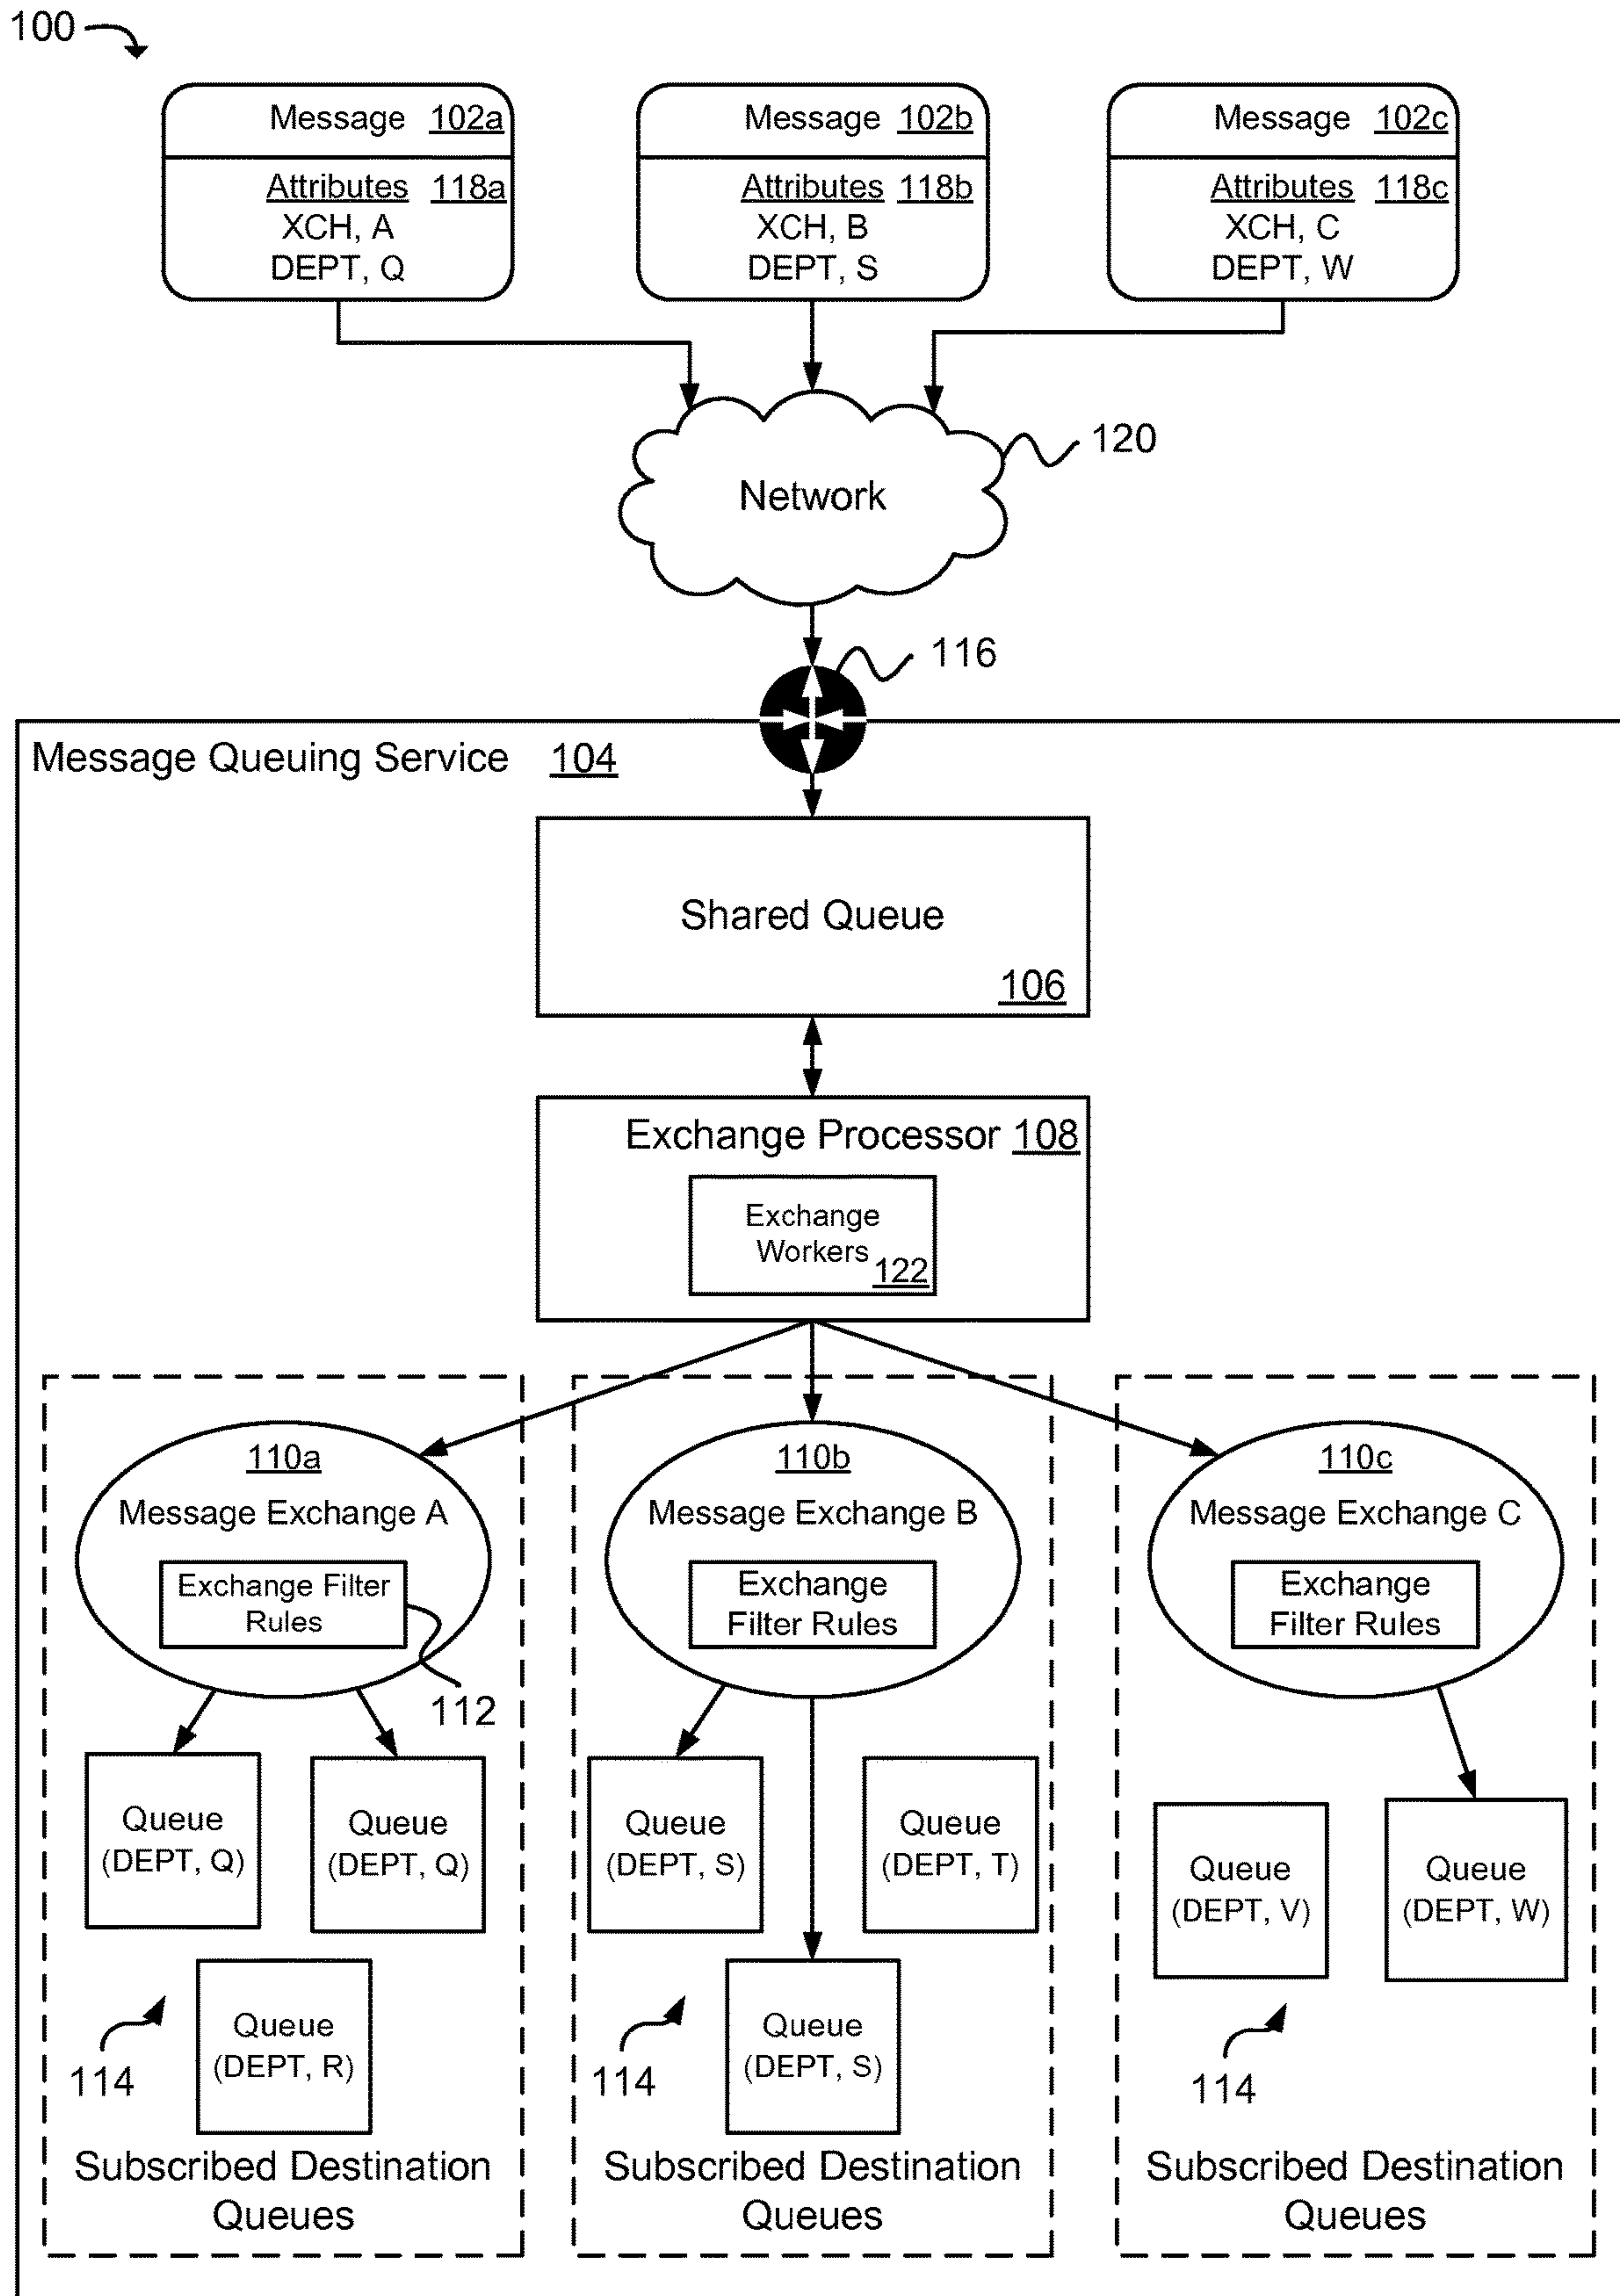 100
Message 102a
Attributes 118a
XCH, A
DEPT, Q
Message 102b
Attributes 118b
XCH, B
DEPT, S
Message 102c
Attributes 118c
XCH, C
DEPT, W
120
Network
116
Message Queuing Service 104
Shared Queue
106
Exchange Processor 108
Exchange
Workers
122
110a
Message Exchange A
Exchange Filter
Rules
112
Queue
(DEPT, Q)
Queue
(DEPT, Q)
Queue
(DEPT, R)
114
Subscribed Destination
Queues
110b
Message Exchange B
Exchange
Filter Rules
Queue
(DEPT, S)
Queue
(DEPT, T)
Queue
(DEPT, S)
114
Subscribed Destination
Queues
110c
Message Exchange C
Exchange
Filter Rules
Queue
(DEPT, V)
Queue
(DEPT, W)
114
Subscribed Destination
Queues